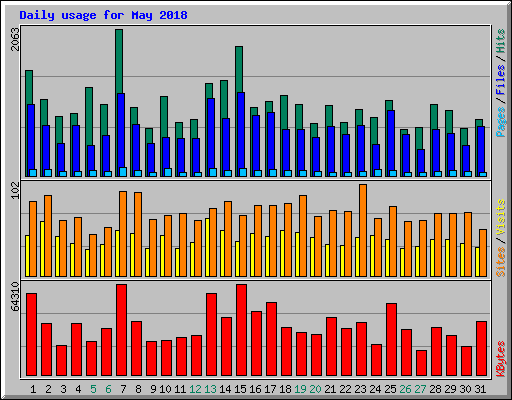 Daily usage for May 2018
2063
Pages / Files / Hits
102
Sites / Visits
64310
KBytes
1 2 3 4 5 6 7 8 9 10 11 12 13 14 15 16 17 18 19 20 21 22 23 24 25 26 27 28 29 30 31